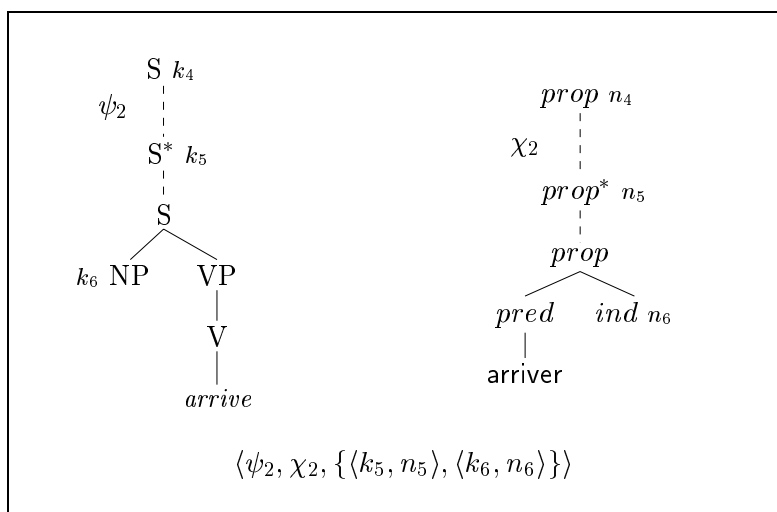 S k₄
prop n₄
ψ₂
χ₂
S* k₅
prop* n₅
S
prop
k₆ NP VP
pred ind n₆
V
arriver
arrive
⟨ψ₂, χ₂, {⟨k₅, n₅⟩, ⟨k₆, n₆⟩}⟩